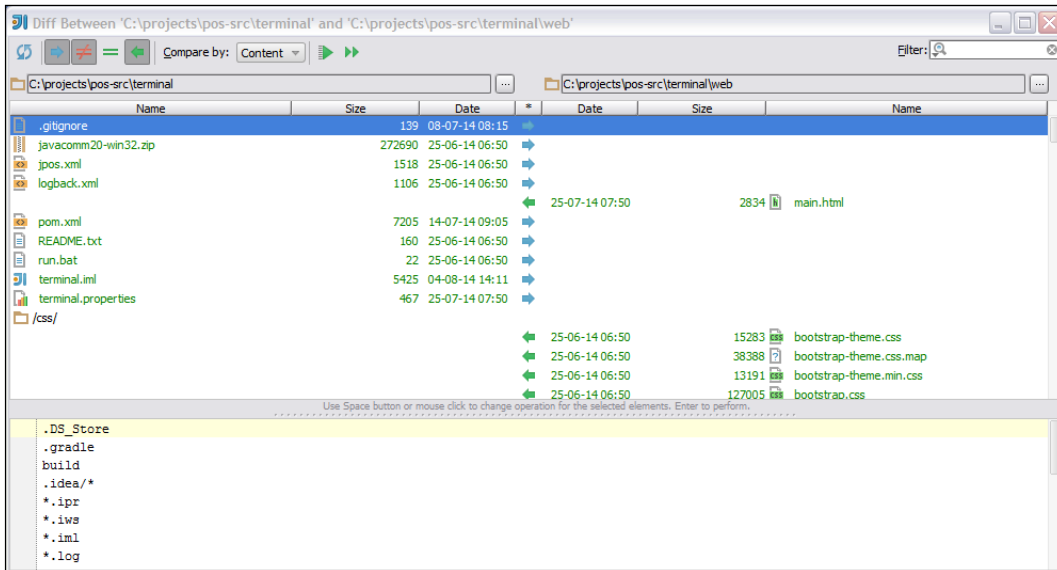 Diff Between 'C:\projects\pos-src\terminal' and 'C:\projects\pos-src\terminal\web'
Compare by: Content Filter:
C:\projects\pos-src\terminal ... C:\projects\pos-src\terminal\web ...
Name Size Date * Date Size Name
.gitignore 139 08-07-14 08:15
javacomm20-win32.zip 272690 25-06-14 06:50
jpos.xml 1518 25-06-14 06:50
logback.xml 1106 25-06-14 06:50
25-07-14 07:50 2834 main.html
pom.xml 7205 14-07-14 09:05
README.txt 160 25-06-14 06:50
run.bat 22 25-06-14 06:50
terminal.iml 5425 04-08-14 14:11
terminal.properties 467 25-07-14 07:50
/css/
25-06-14 06:50 15283 bootstrap-theme.css
25-06-14 06:50 38388 bootstrap-theme.css.map
25-06-14 06:50 13191 bootstrap-theme.min.css
25-06-14 06:50 127005 bootstrap.css
Use Space button or mouse click to change operation for the selected elements. Enter to perform.
.DS_Store
.gradle
build
.idea/*
*.ipr
*.iws
*.iml
*.log